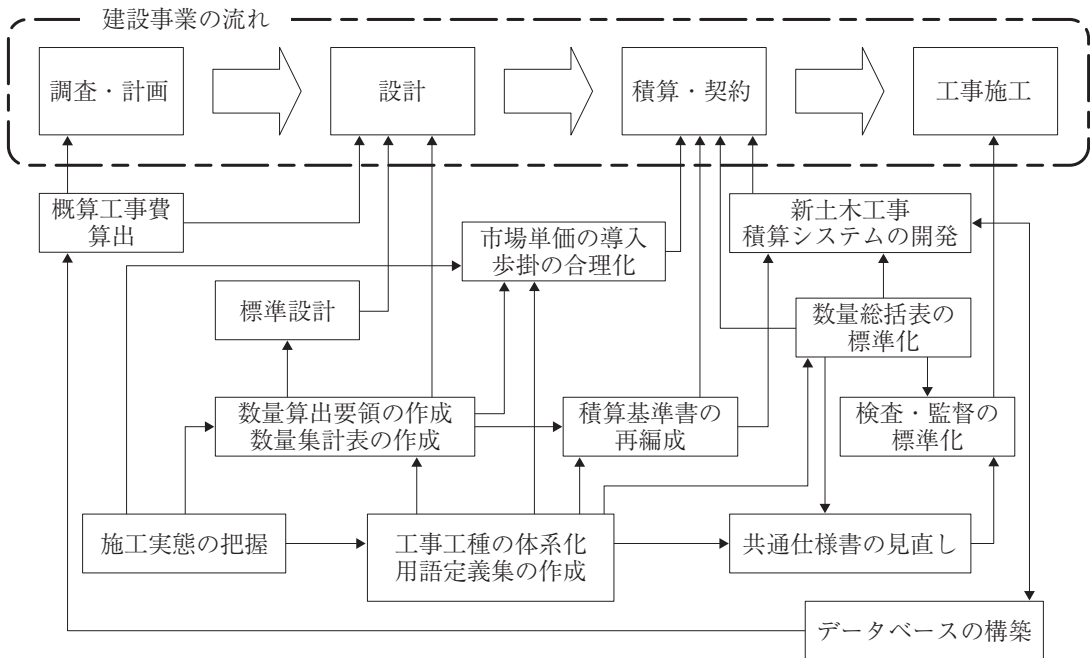 建設事業の流れ
調査・計画
設計
積算・契約
工事施工
概算工事費
算出
新土木工事
積算システムの開発
市場単価の導入
歩掛の合理化
標準設計
数量総括表の
標準化
数量算出要領の作成
数量集計表の作成
積算基準書の
再編成
検査・監督の
標準化
施工実態の把握
工事工種の体系化
用語定義集の作成
共通仕様書の見直し
データベースの構築